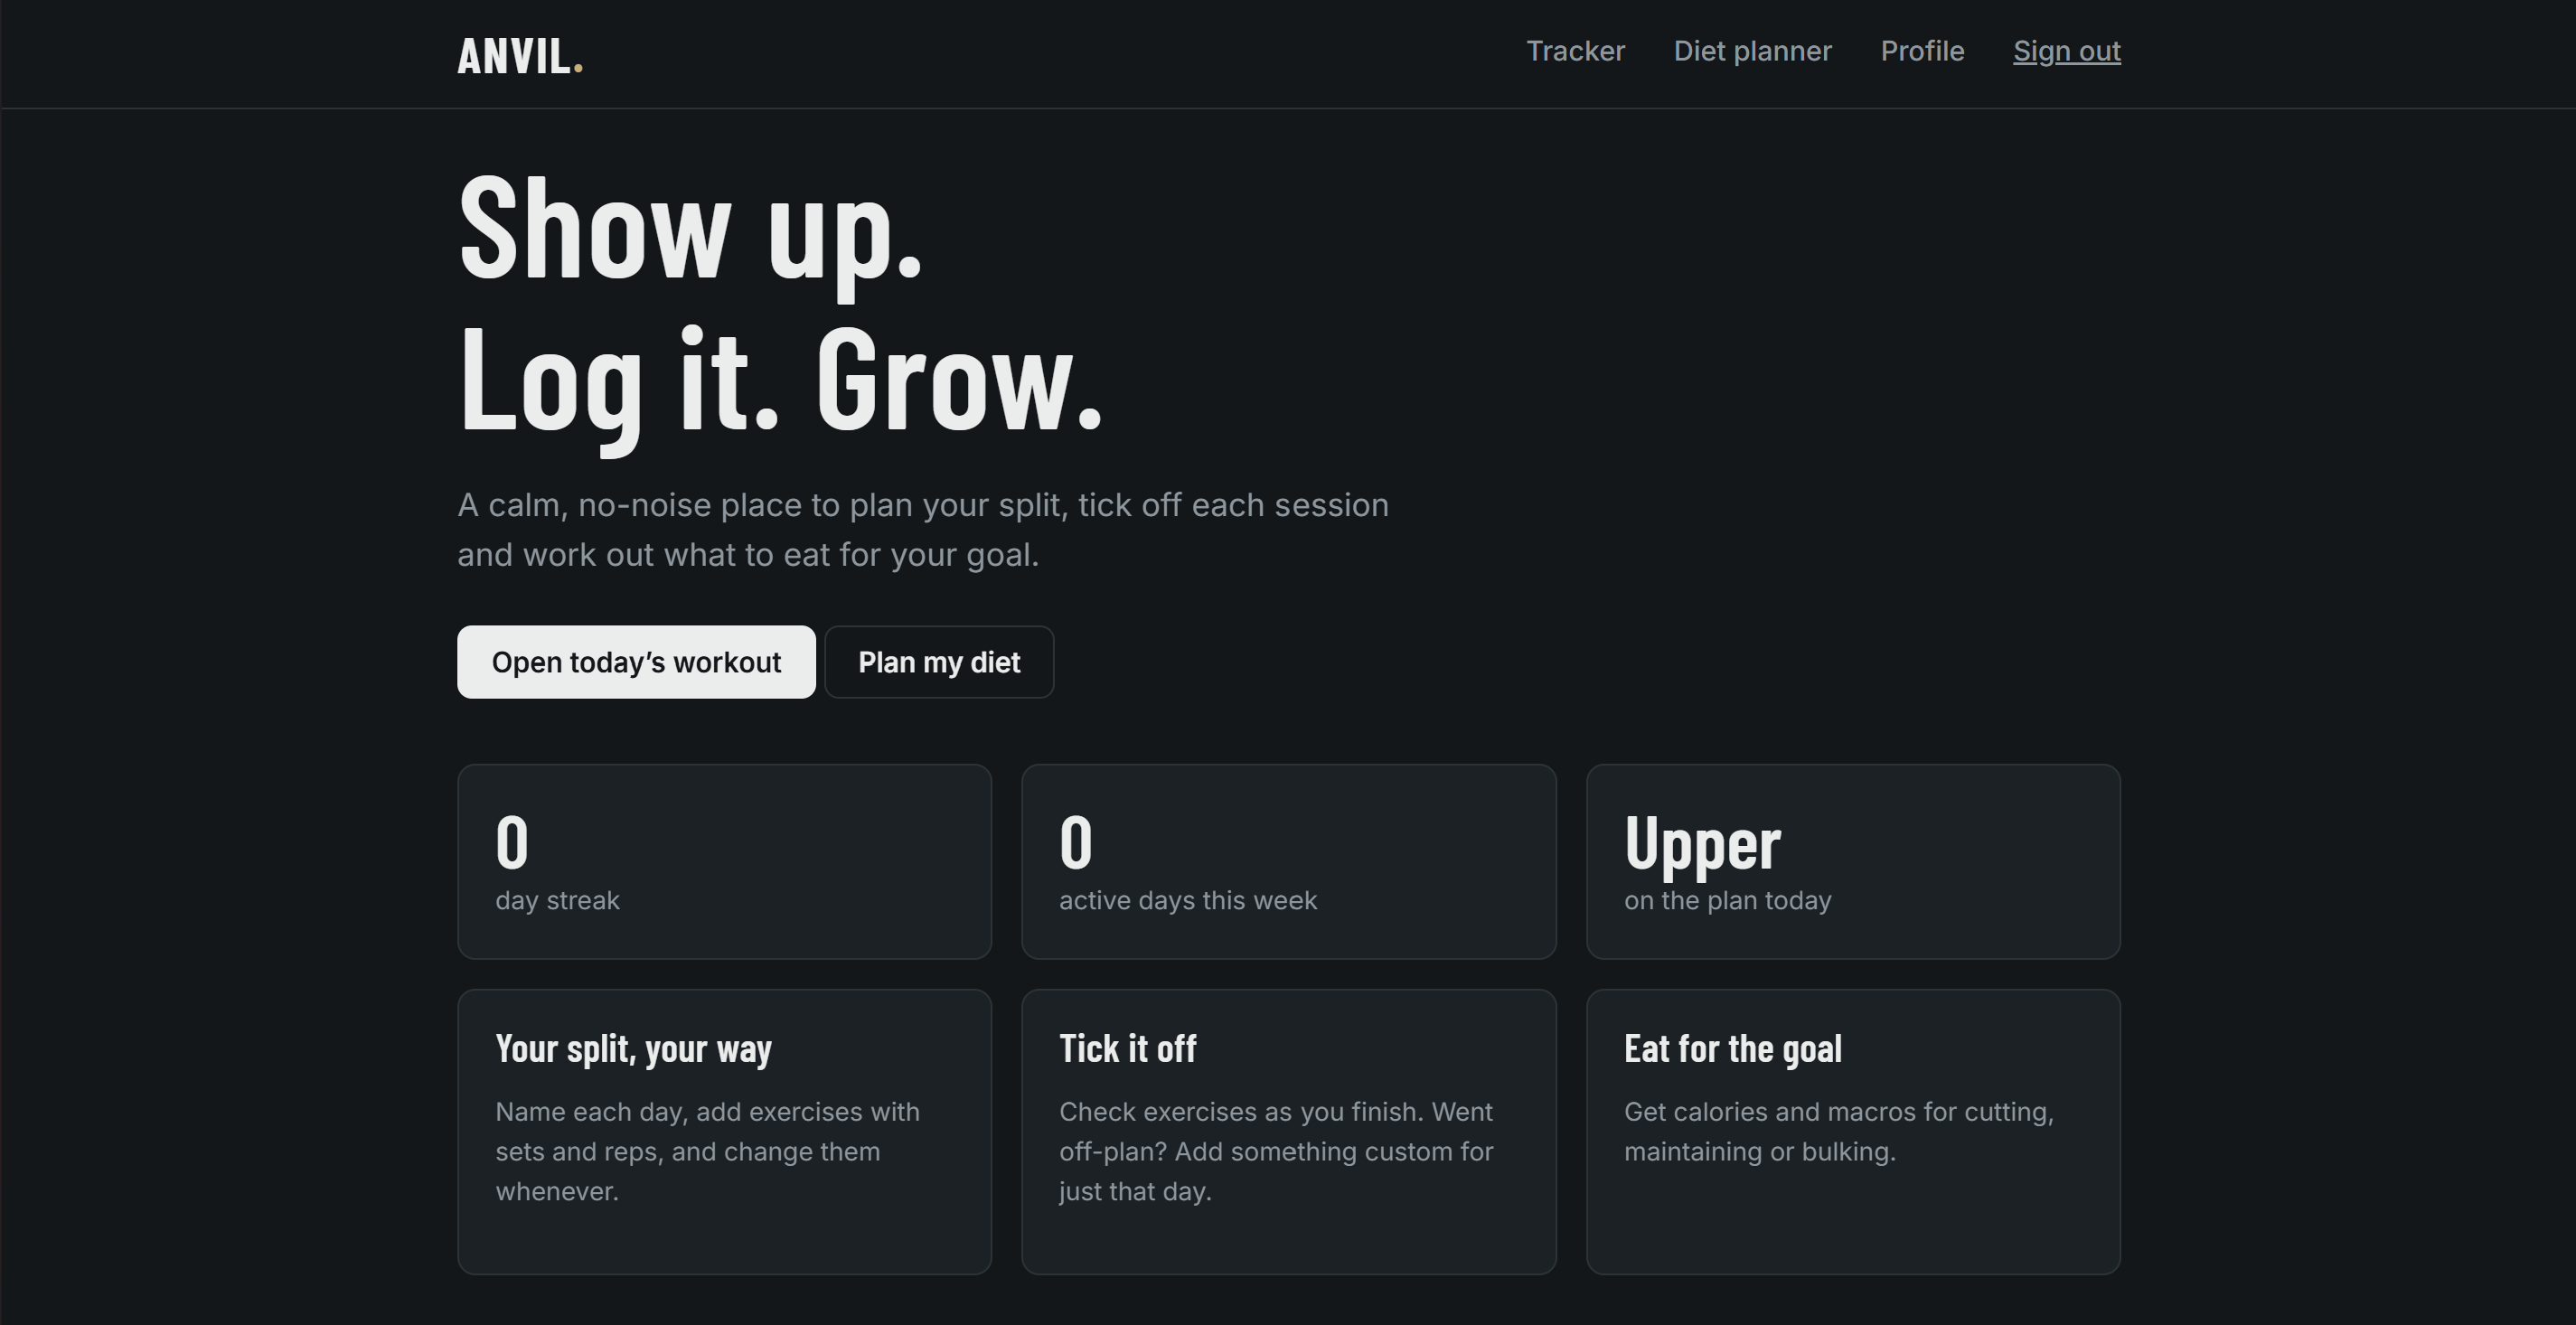 ANVIL.
Tracker
Diet planner
Profile
Sign out
Show up.
Log it. Grow.
A calm, no-noise place to plan your split, tick off each session
and work out what to eat for your goal.
Open today’s workout
Plan my diet
0
day streak
0
active days this week
Upper
on the plan today
Your split, your way
Name each day, add exercises with
sets and reps, and change them
whenever.
Tick it off
Check exercises as you finish. Went
off-plan? Add something custom for
just that day.
Eat for the goal
Get calories and macros for cutting,
maintaining or bulking.